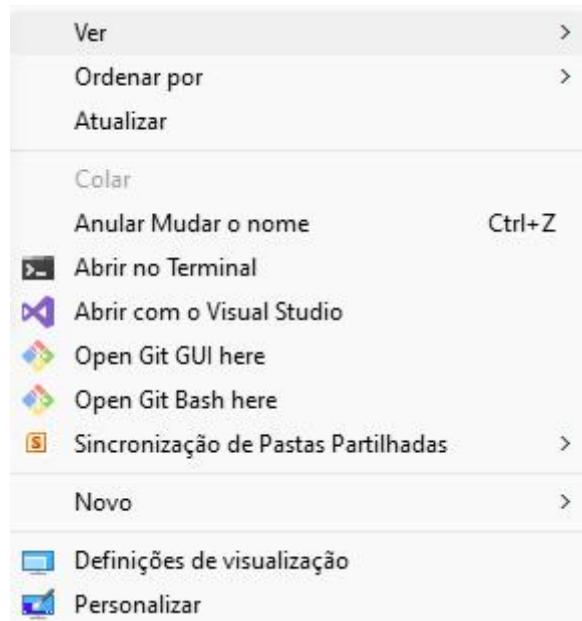 Ver
Ordenar por
Atualizar
Colar
Anular Mudar o nome Ctrl+Z
Abrir no Terminal
Abrir com o Visual Studio
Open Git GUI here
Open Git Bash here
Sincronização de Pastas Partilhadas
Novo
Definições de visualização
Personalizar